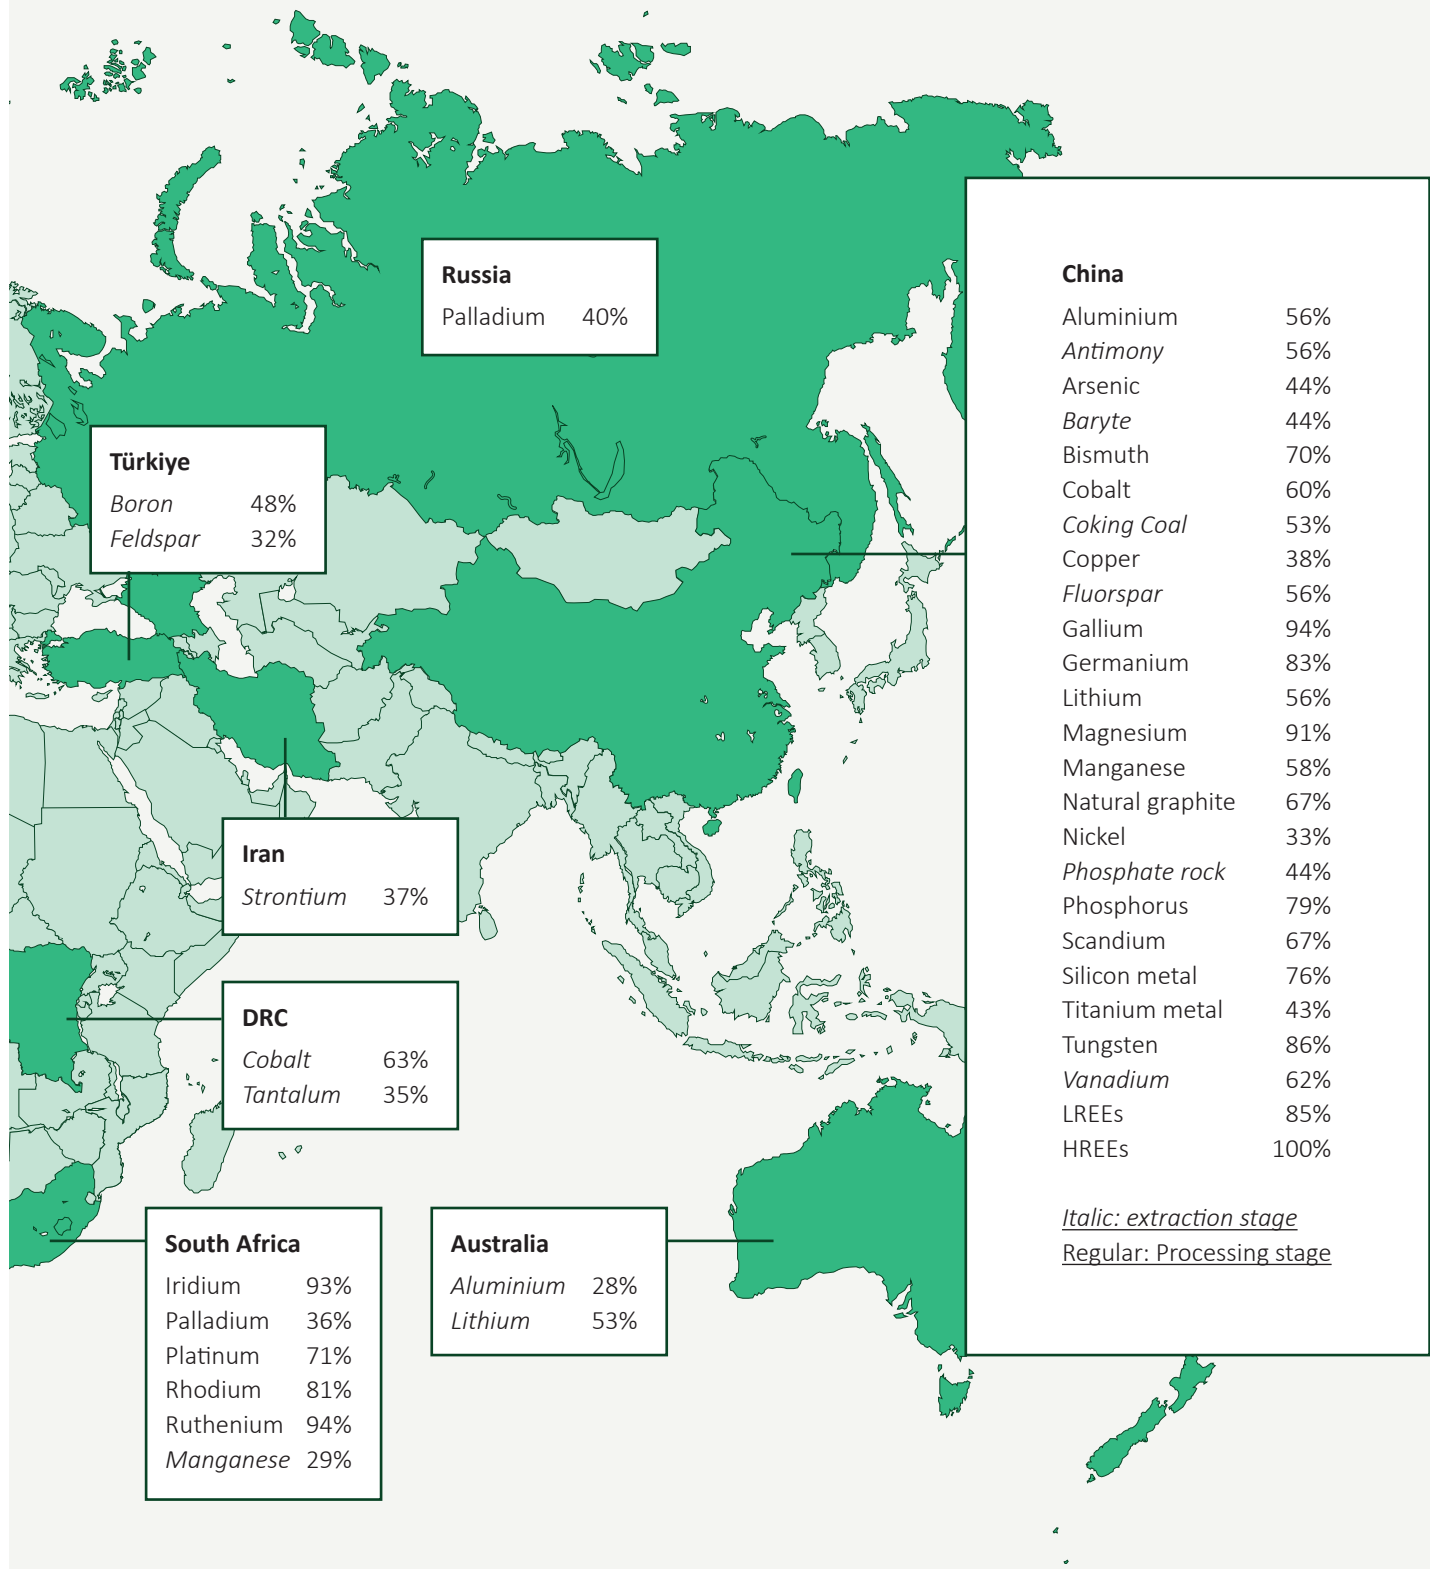 Russia
Palladium 40%
Türkiye
Boron 48%
Feldspar 32%
Iran
Strontium 37%
DRC
Cobalt 63%
Tantalum 35%
South Africa
Iridium 93%
Palladium 36%
Platinum 71%
Rhodium 81%
Ruthenium 94%
Manganese 29%
Australia
Aluminium 28%
Lithium 53%
China
Aluminium 56%
Antimony 56%
Arsenic 44%
Baryte 44%
Bismuth 70%
Cobalt 60%
Coking Coal 53%
Copper 38%
Fluorspar 56%
Gallium 94%
Germanium 83%
Lithium 56%
Magnesium 91%
Manganese 58%
Natural graphite 67%
Nickel 33%
Phosphate rock 44%
Phosphorus 79%
Scandium 67%
Silicon metal 76%
Titanium metal 43%
Tungsten 86%
Vanadium 62%
LREEs 85%
HREEs 100%
Italic: extraction stage
Regular: Processing stage